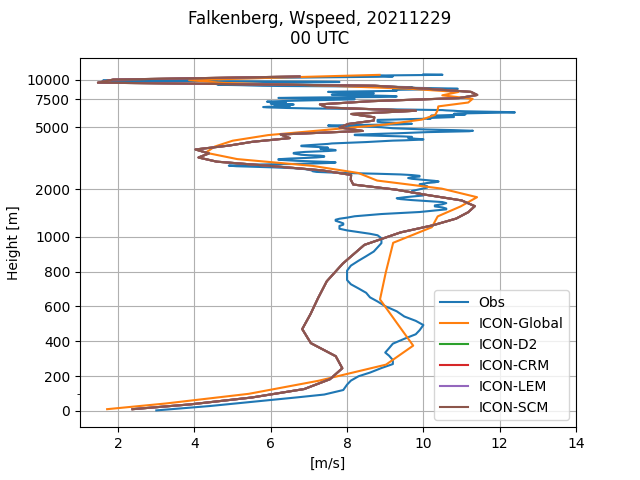 Falkenberg, Wspeed, 20211229
00 UTC
Height [m]
10000
7500
5000
2000
1000
800
600
400
200
0
2
4
6
8
10
12
14
[m/s]
Obs
ICON-Global
ICON-D2
ICON-CRM
ICON-LEM
ICON-SCM